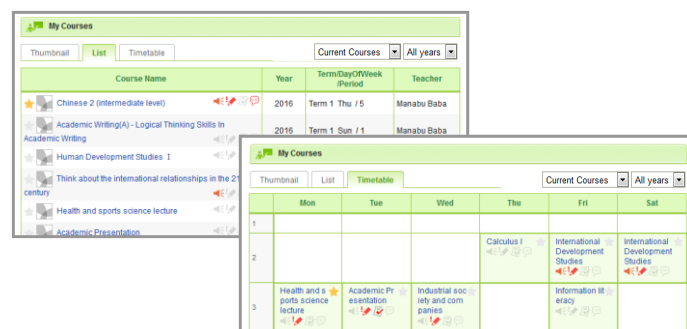 My Courses
Thumbnail List Timetable Current Courses All years
Course Name Year Term/DayOfWeek /Period Teacher
Chinese 2 (intermediate level) 2016 Term 1 Thu / 5 Manabu Baba
Academic Writing(A) - Logical Thinking Skills In
Academic Writing 2016 Term 1 Sun / 1 Manabu Baba
Human Development Studies Ⅰ
Think about the international relationships in the 21
century
Health and sports science lecture
Academic Presentation
My Courses
Thumbnail List Timetable Current Courses All years
Mon Tue Wed Thu Fri Sat
1
2
Calculus I
International
Development
Studies
International
Development
Studies
3
Health and s
ports science
lecture
Academic Pr
esentation
Industrial soc
iety and com
panies
Information lit
eracy